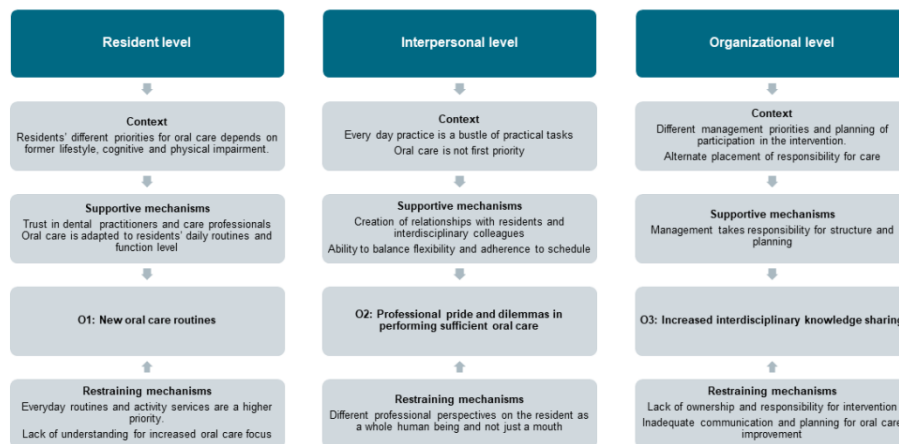 Resident level
Context
Residents' different priorities for oral care depends on
former lifestyle, cognitive and physical impairment.
Supportive mechanisms
Trust in dental practitioners and care professionals
Oral care is adapted to residents' daily routines and
function level
O1: New oral care routines
Restraining mechanisms
Everyday routines and activity services are a higher
priority.
Lack of understanding for increased oral care focus
Interpersonal level
Context
Every day practice is a bustle of practical tasks
Oral care is not first priority
Supportive mechanisms
Creation of relationships with residents and
interdisciplinary colleagues
Ability to balance flexibility and adherence to schedule
O2: Professional pride and dilemmas in
performing sufficient oral care
Restraining mechanisms
Different professional perspectives on the resident as
a whole human being and not just a mouth
Organizational level
Context
Different management priorities and planning of
participation in the intervention.
Alternate placement of responsibility for care
Supportive mechanisms
Management takes responsibility for structure and
planning
O3: Increased interdisciplinary knowledge sharing
Restraining mechanisms
Lack of ownership and responsibility for intervention
Inadequate communication and planning for oral care
improvement